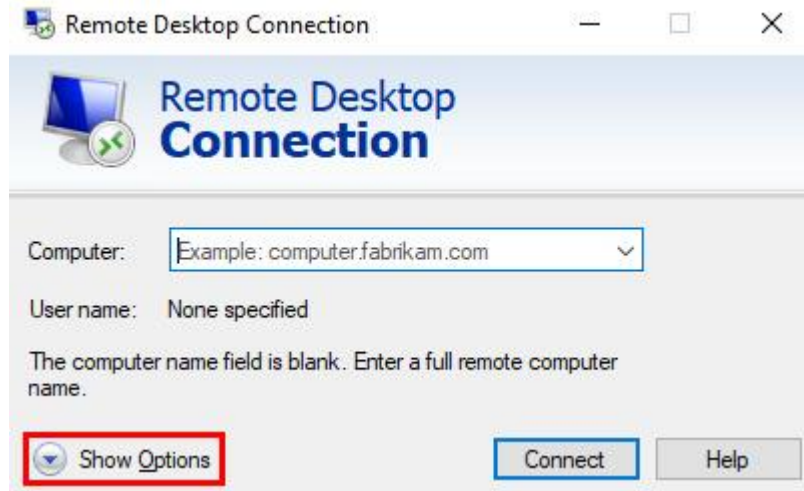 Remote Desktop Connection
Remote Desktop
Connection
Computer: Example: computer.fabrikam.com
User name: None specified
The computer name field is blank. Enter a full remote computer
name.
Show Options Connect Help